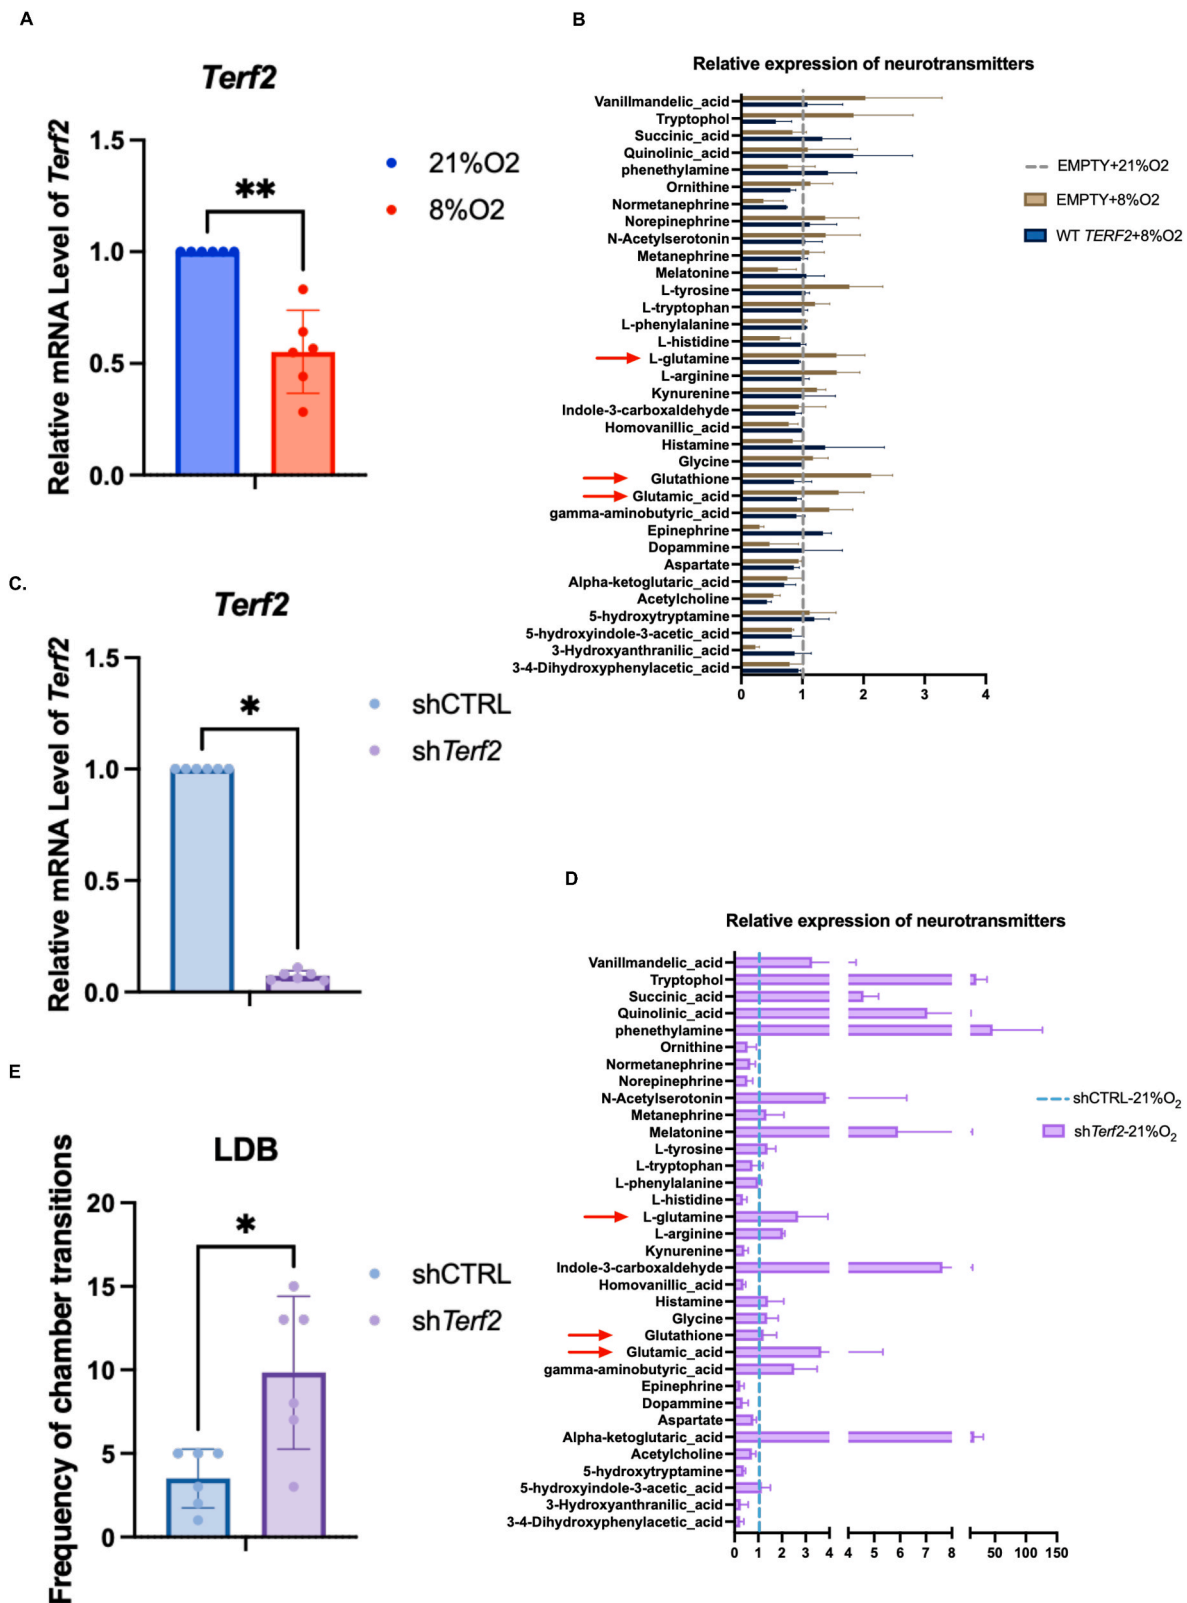 A
Terf2
Relative mRNA Level of Terf2
1.5
1.0
0.5
0.0
**
21%O2
8%O2
B
Relative expression of neurotransmitters
Vanillmandelic_acid
Tryptophol
Succinic_acid
Quinolinic_acid
phenethylamine
Ornithine
Normetanephrine
Norepinephrine
N-Acetylserotonin
Metanephrine
Melatonine
L-tyrosine
L-tryptophan
L-phenylalanine
L-histidine
L-glutamine
L-arginine
Kynurenine
Indole-3-carboxaldehyde
Homovanillic_acid
Histamine
Glycine
Glutathione
Glutamic_acid
gamma-aminobutyric_acid
Epinephrine
Dopammine
Aspartate
Alpha-ketoglutaric_acid
Acetylcholine
5-hydroxytryptamine
5-hydroxyindole-3-acetic_acid
3-Hydroxyanthranilic_acid
3-4-Dihydroxyphenylacetic_acid
0 1 2 3 4
EMPTY+21%O2
EMPTY+8%O2
WT TERF2+8%O2
C.
Terf2
Relative mRNA Level of Terf2
1.5
1.0
0.5
0.0
*
shCTRL
shTerf2
D
Relative expression of neurotransmitters
Vanillmandelic_acid
Tryptophol
Succinic_acid
Quinolinic_acid
phenethylamine
Ornithine
Normetanephrine
Norepinephrine
N-Acetylserotonin
Metanephrine
Melatonine
L-tyrosine
L-tryptophan
L-phenylalanine
L-histidine
L-glutamine
L-arginine
Kynurenine
Indole-3-carboxaldehyde
Homovanillic_acid
Histamine
Glycine
Glutathione
Glutamic_acid
gamma-aminobutyric_acid
Epinephrine
Dopammine
Aspartate
Alpha-ketoglutaric_acid
Acetylcholine
5-hydroxytryptamine
5-hydroxyindole-3-acetic_acid
3-Hydroxyanthranilic_acid
3-4-Dihydroxyphenylacetic_acid
0 1 2 3 4 4 5 6 7 8 50 100 150
shCTRL-21%O2
shTerf2-21%O2
E
LDB
Frequency of chamber transitions
20
15
10
5
0
*
shCTRL
shTerf2